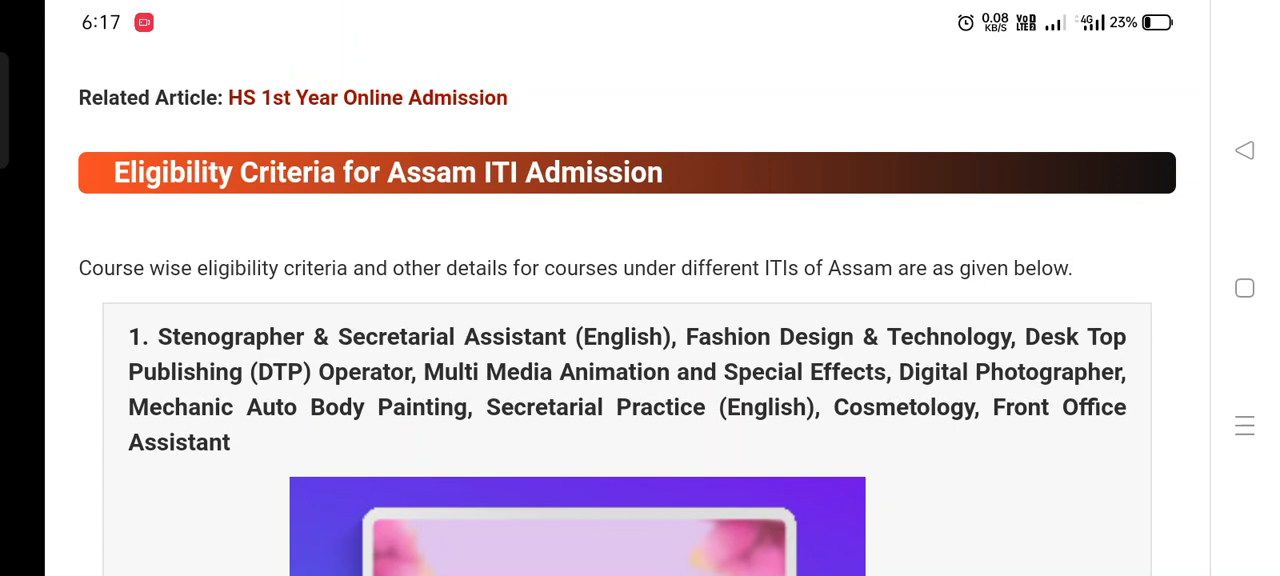 6:17 0.08 KB/S VoD LTE2 4G 23%
Related Article: HS 1st Year Online Admission
Eligibility Criteria for Assam ITI Admission
Course wise eligibility criteria and other details for courses under different ITIs of Assam are as given below.
1. Stenographer & Secretarial Assistant (English), Fashion Design & Technology, Desk Top
Publishing (DTP) Operator, Multi Media Animation and Special Effects, Digital Photographer,
Mechanic Auto Body Painting, Secretarial Practice (English), Cosmetology, Front Office
Assistant